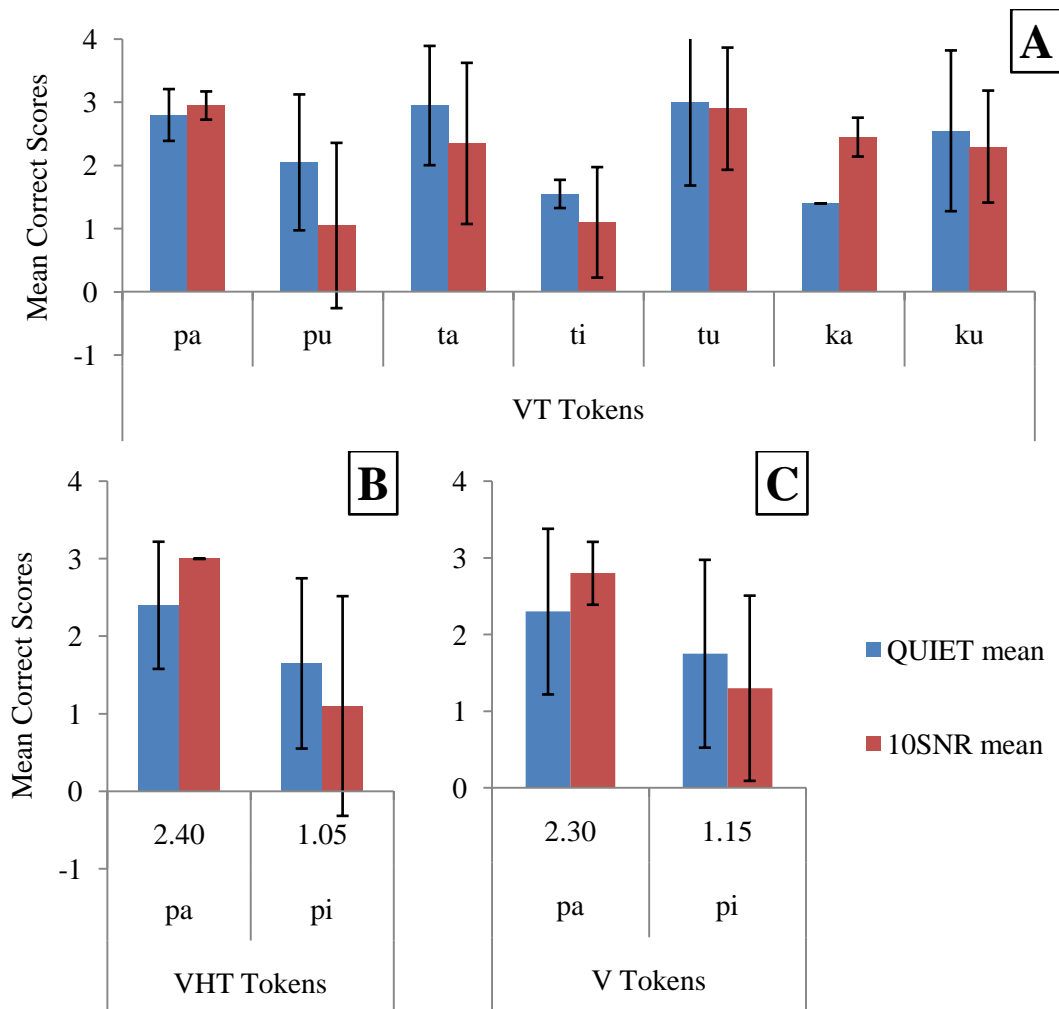 A
Mean Correct Scores
4
3
2
1
0
-1
pa pu ta ti tu ka ku
VT Tokens
B
Mean Correct Scores
4
3
2
1
0
-1
2.40 1.05
pa pi
VHT Tokens
C
4
3
2
1
0
2.30 1.15
pa pi
V Tokens
QUIET mean
10SNR mean